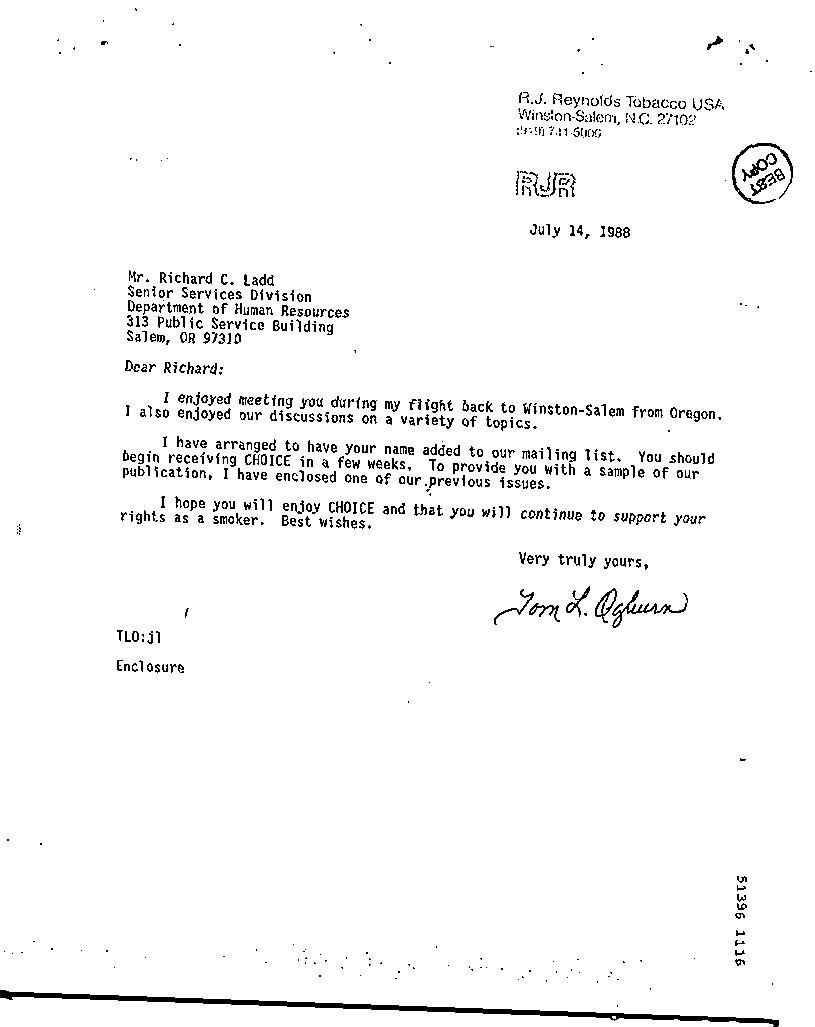 R.J. Reynolds Tobacco USA
Winston-Salem, N.C. 27102
(919) 741-5000
RJR
BEST
COPY
July 14, 1988
Mr. Richard C. Ladd
Senior Services Division
Department of Human Resources
313 Public Service Building
Salem, OR 97310
Dear Richard:
I enjoyed meeting you during my flight back to Winston-Salem from Oregon.
I also enjoyed our discussions on a variety of topics.
I have arranged to have your name added to our mailing list. You should
begin receiving CHOICE in a few weeks. To provide you with a sample of our
publication, I have enclosed one of our previous issues.
I hope you will enjoy CHOICE and that you will continue to support your
rights as a smoker. Best wishes.
Very truly yours,
Tom L. Ogburn
TLO:jl
Enclosure
51396 1116